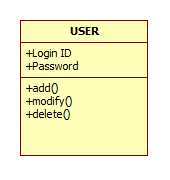 USER
+Login ID
+Password
+add()
+modify()
+delete()